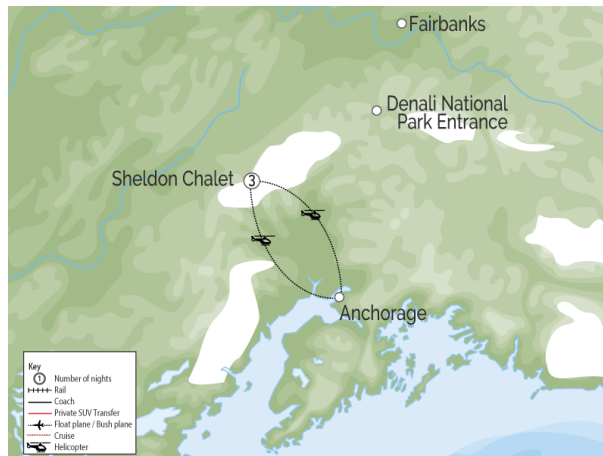 Fairbanks
Denali National
Park Entrance
Sheldon Chalet
3
Anchorage
Key
1 Number of nights
Rail
Coach
Private SUV Transfer
Float plane / Bush plane
Cruise
Helicopter